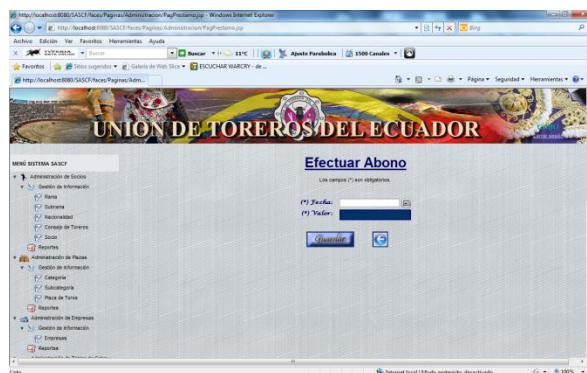 http://localhost:8080/SASCF/faces/Paginas/Administracion/PagPrestamo.jsp - Windows Internet Explorer
http://localhost:8080/SASCF/faces/Paginas/Administracion/PagPrestamo.jsp
Bing
Archivo Edición Ver Favoritos Herramientas Ayuda
Buscar
Buscar
11°C
Ajuste Parabolica
1500 Canales
Favoritos
Sitios sugeridos
Galería de Web Slice
ESCUCHAR WARCRY - de ...
http://localhost:8080/SASCF/faces/Paginas/Adm...
Página
Seguridad
Herramientas
UNION DE TOREROS DEL ECUADOR
MENÚ SISTEMA SASCF
Efectuar Abono
Los campos (*) son obligatorios.
(*) Fecha:
(*) Valor:
Guardar
Administración de Socios
Gestión de Información
Rama
Subrama
Nacionalidad
Consejo de Toreros
Socio
Reportes
Administración de Plazas
Gestión de Información
Categoria
Subcategoria
Plaza de Toros
Reportes
Administración de Empresas
Gestión de Información
Empresas
Reportes
Listo
Internet local | Modo protegido: desactivado
100%